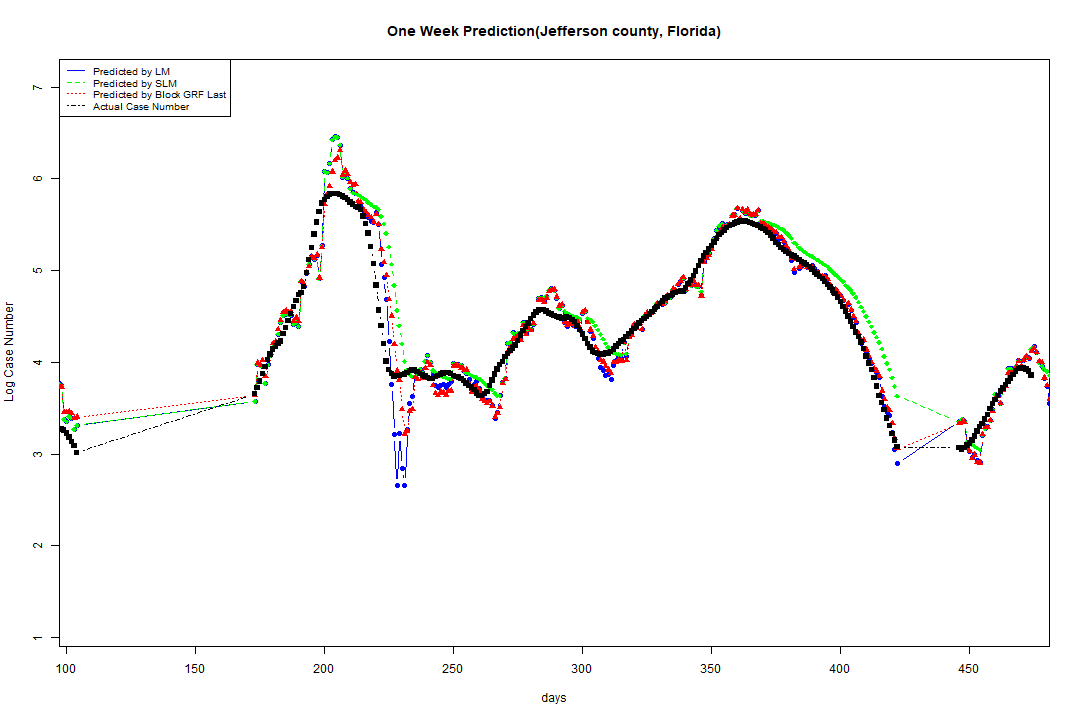 One Week Prediction(Jefferson county, Florida)
Predicted by LM
Predicted by SLM
Predicted by Block GRF Last
Actual Case Number
Log Case Number
7
6
5
4
3
2
1
100 150 200 250 300 350 400 450
days